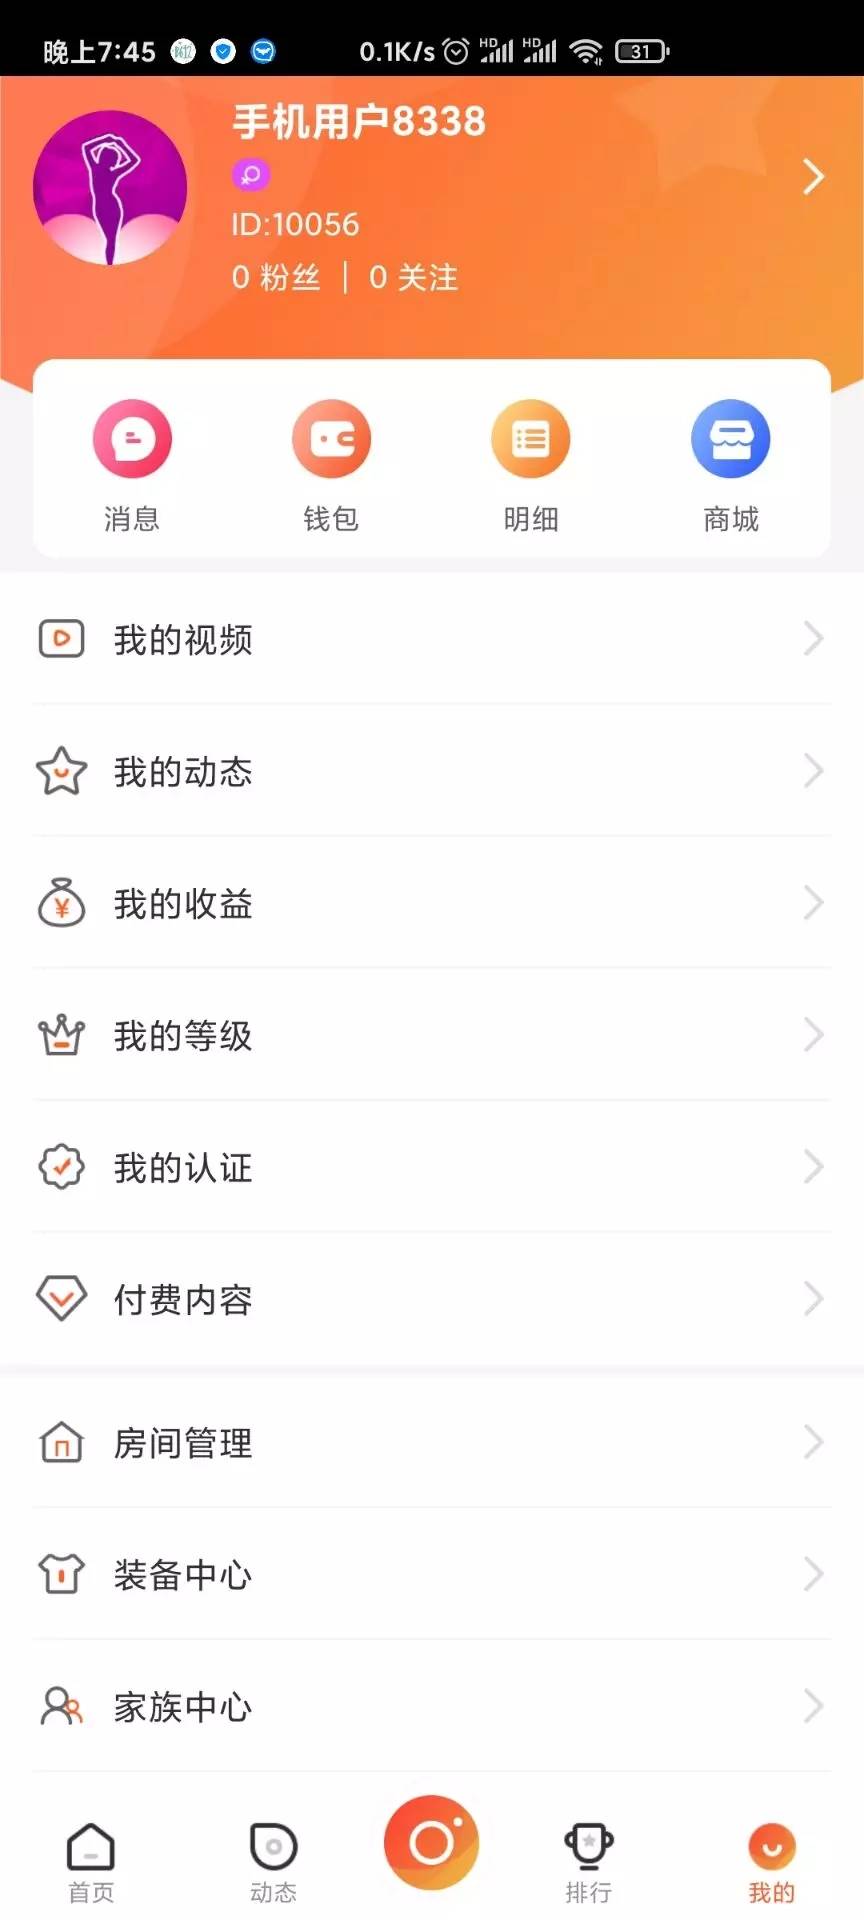 晚上7:45 0.1K/s HD HD 31
手机用户8338
ID:10056
0 粉丝 | 0 关注
消息 钱包 明细 商城
我的视频
我的动态
我的收益
我的等级
我的认证
付费内容
房间管理
装备中心
家族中心
首页 动态 排行 我的